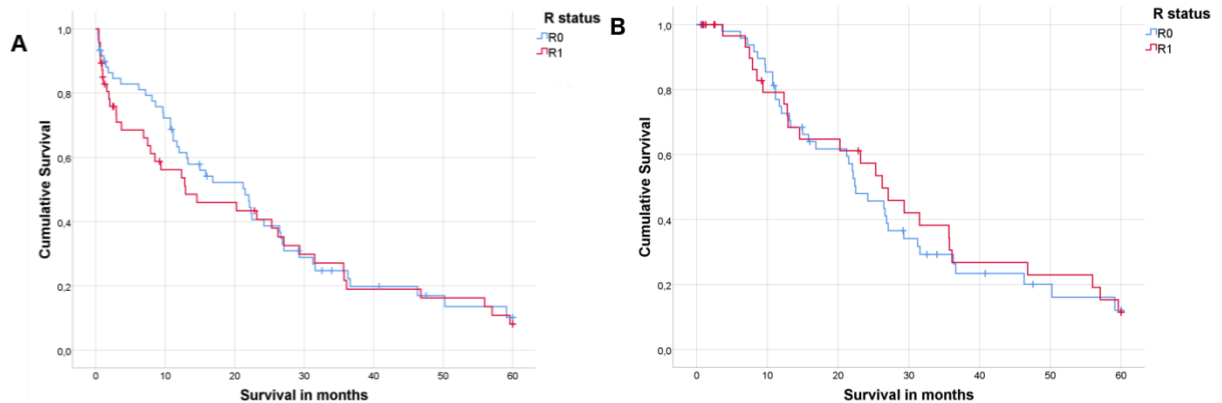 A
R status
R0
R1
1,0
0,8
0,6
0,4
0,2
0,0
Cumulative Survival
0 10 20 30 40 50 60
Survival in months
B
R status
R0
R1
1,0
0,8
0,6
0,4
0,2
0,0
Cumulative Survival
0 10 20 30 40 50 60
Survival in months